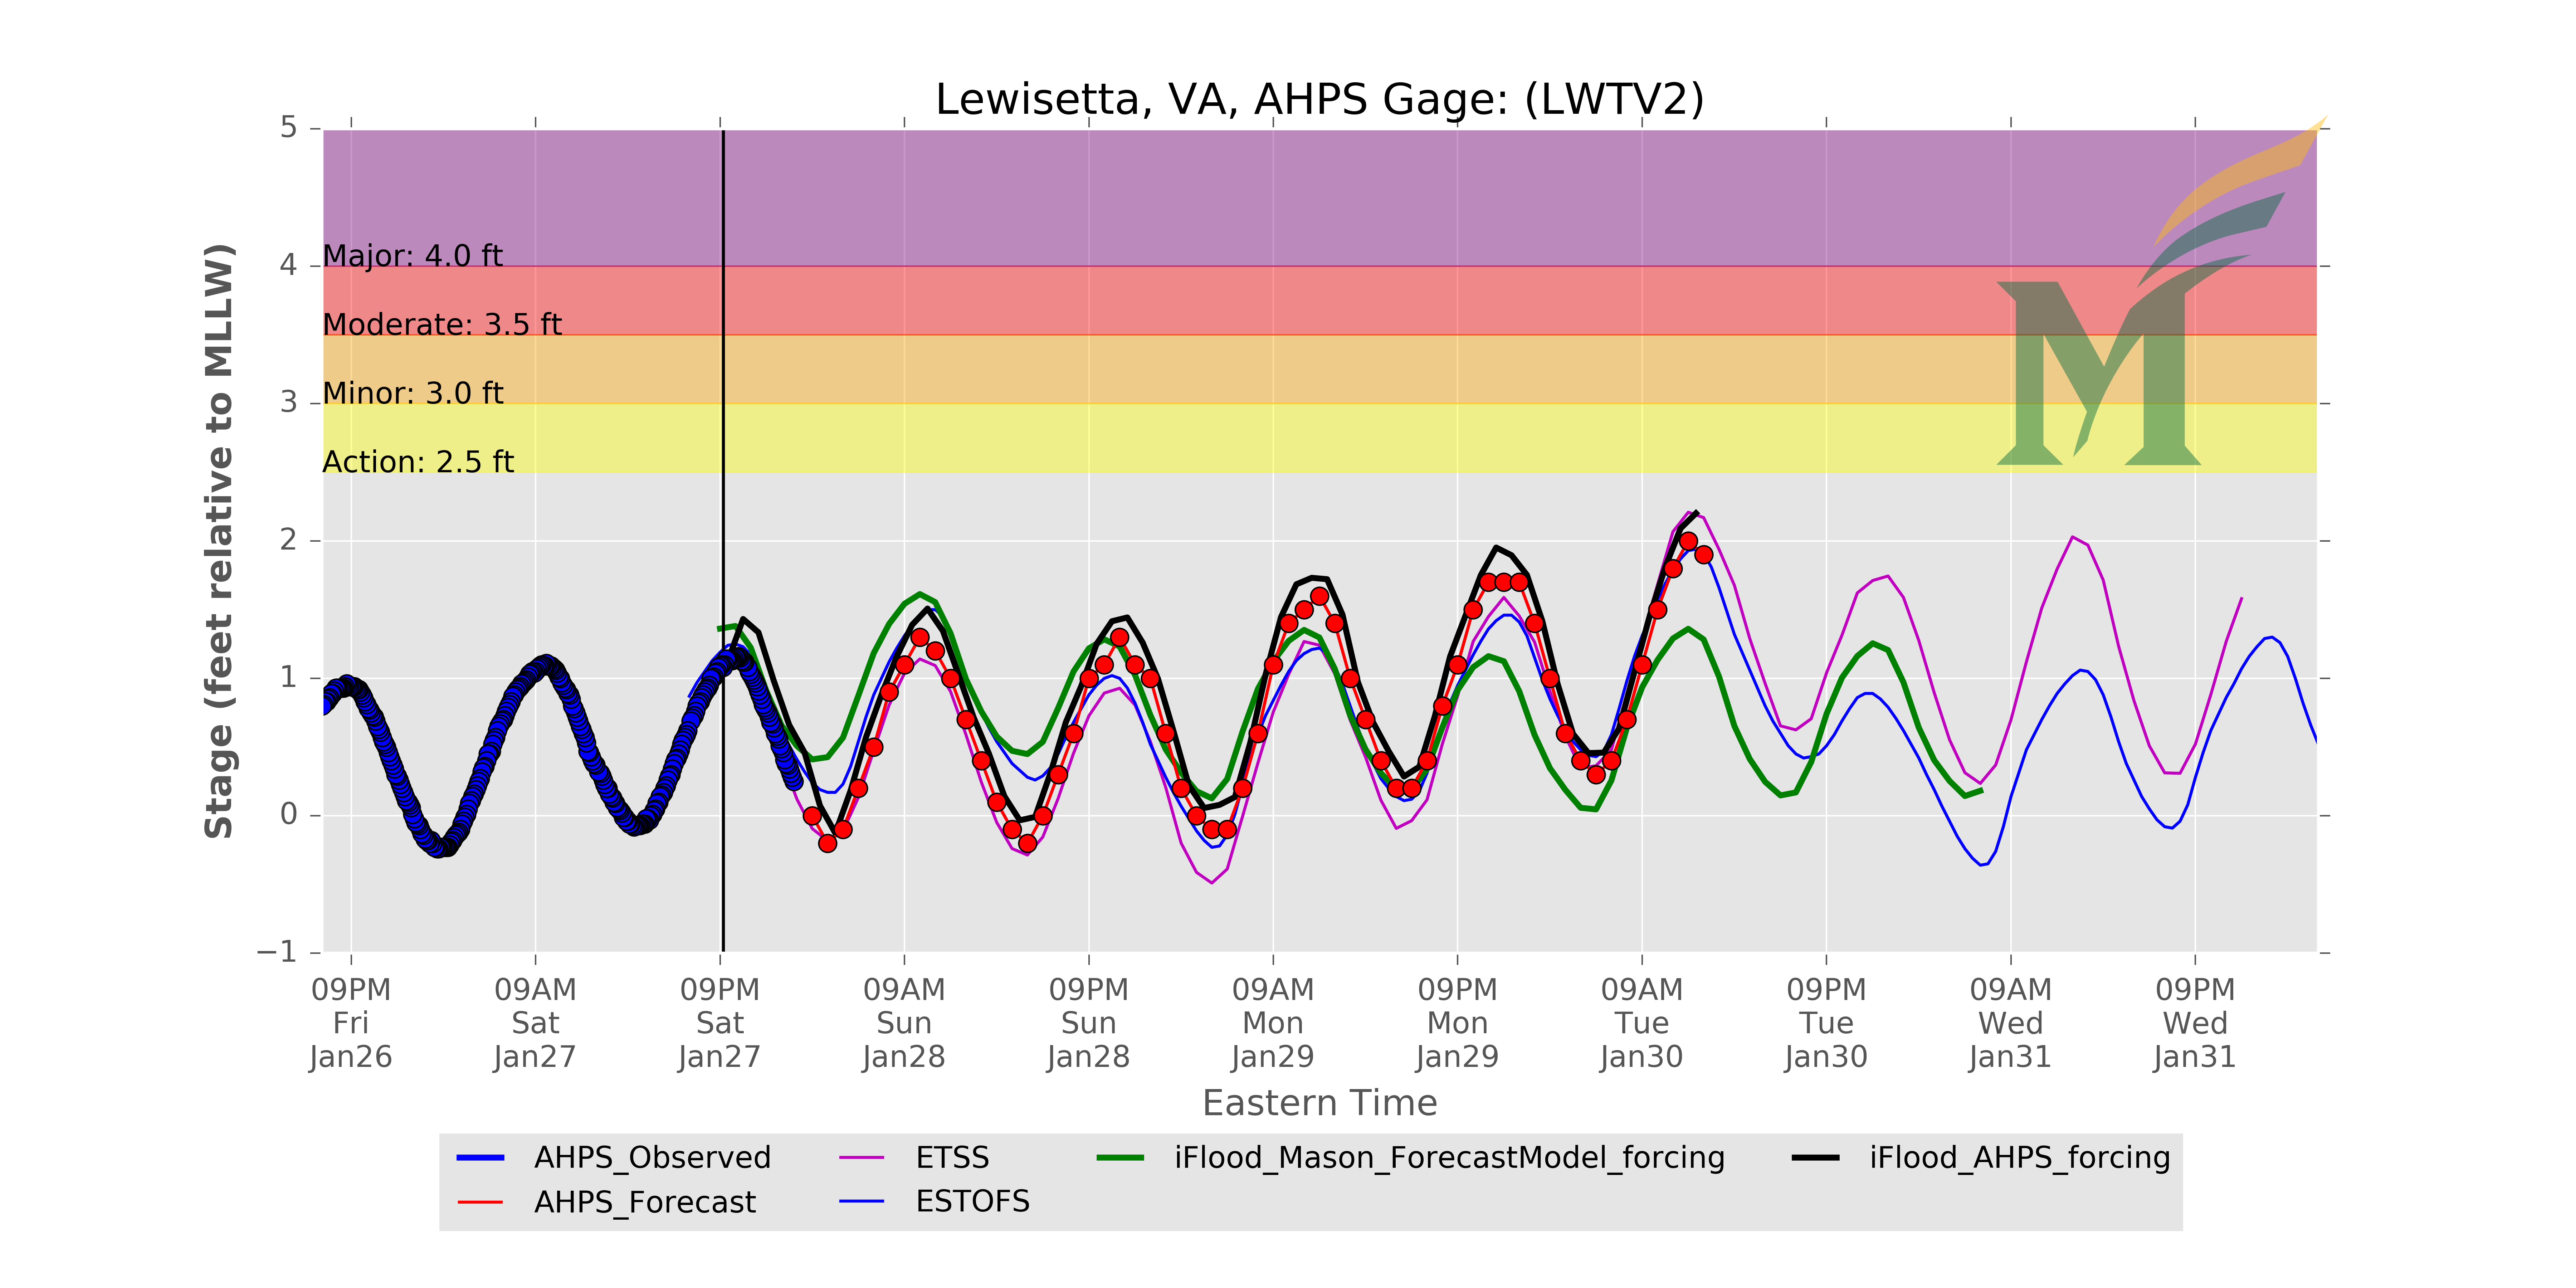 Lewisetta, VA, AHPS Gage: (LWTV2)
Stage (feet relative to MLLW)
5
4
3
2
1
0
−1
Major: 4.0 ft
Moderate: 3.5 ft
Minor: 3.0 ft
Action: 2.5 ft
M
09PM Fri Jan26
09AM Sat Jan27
09PM Sat Jan27
09AM Sun Jan28
09PM Sun Jan28
09AM Mon Jan29
09PM Mon Jan29
09AM Tue Jan30
09PM Tue Jan30
09AM Wed Jan31
09PM Wed Jan31
Eastern Time
AHPS_Observed
AHPS_Forecast
ETSS
ESTOFS
iFlood_Mason_ForecastModel_forcing
iFlood_AHPS_forcing